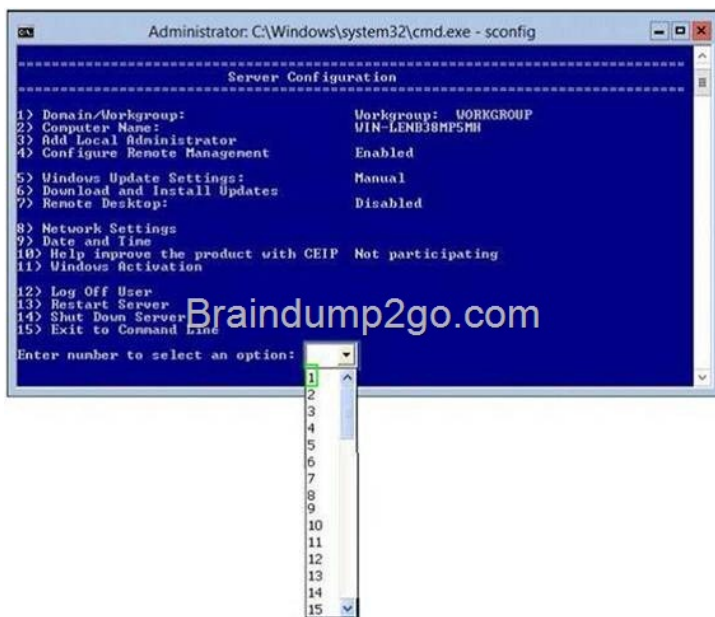 Administrator: C:\Windows\system32\cmd.exe - sconfig
Server Configuration
1) Domain/Workgroup: Workgroup: WORKGROUP
2) Computer Name: WIN-LENB38MP5MH
3) Add Local Administrator
4) Configure Remote Management Enabled
5) Windows Update Settings: Manual
6) Download and Install Updates
7) Remote Desktop: Disabled
8) Network Settings
9) Date and Time
10) Help improve the product with CEIP Not participating
11) Windows Activation
12) Log Off User
13) Restart Server
14) Shut Down Server
15) Exit to Command Line
Braindump2go.com
Enter number to select an option:
1
2
3
4
5
6
7
8
9
10
11
12
13
14
15